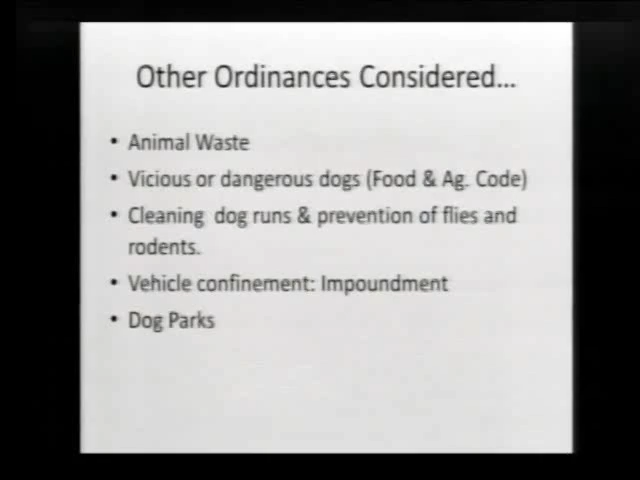 Other Ordinances Considered...
• Animal Waste
• Vicious or dangerous dogs (Food & Ag. Code)
• Cleaning dog runs & prevention of flies and
rodents.
• Vehicle confinement: Impoundment
• Dog Parks